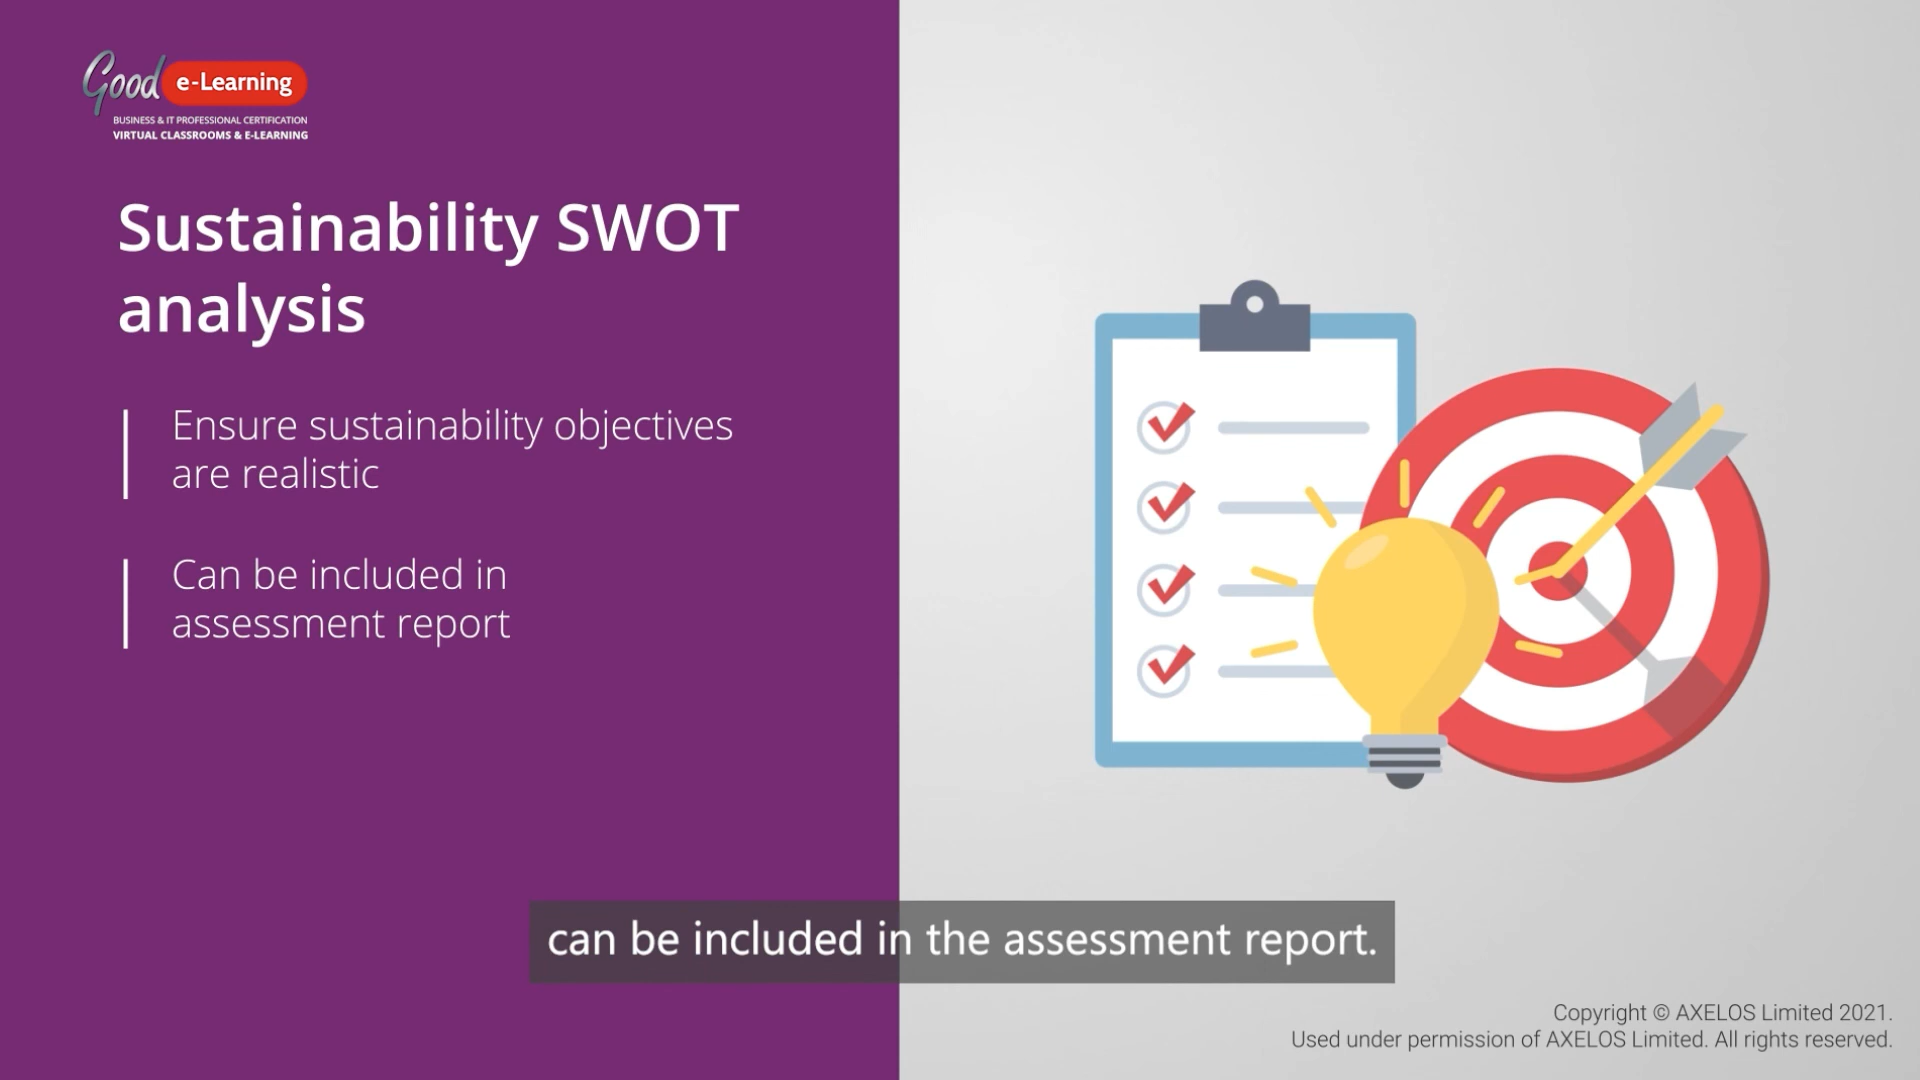 Good e-Learning
BUSINESS & IT PROFESSIONAL CERTIFICATION
VIRTUAL CLASSROOMS & E-LEARNING
Sustainability SWOT
analysis
Ensure sustainability objectives
are realistic
Can be included in
assessment report
can be included in the assessment report.
Copyright © AXELOS Limited 2021.
Used under permission of AXELOS Limited. All rights reserved.